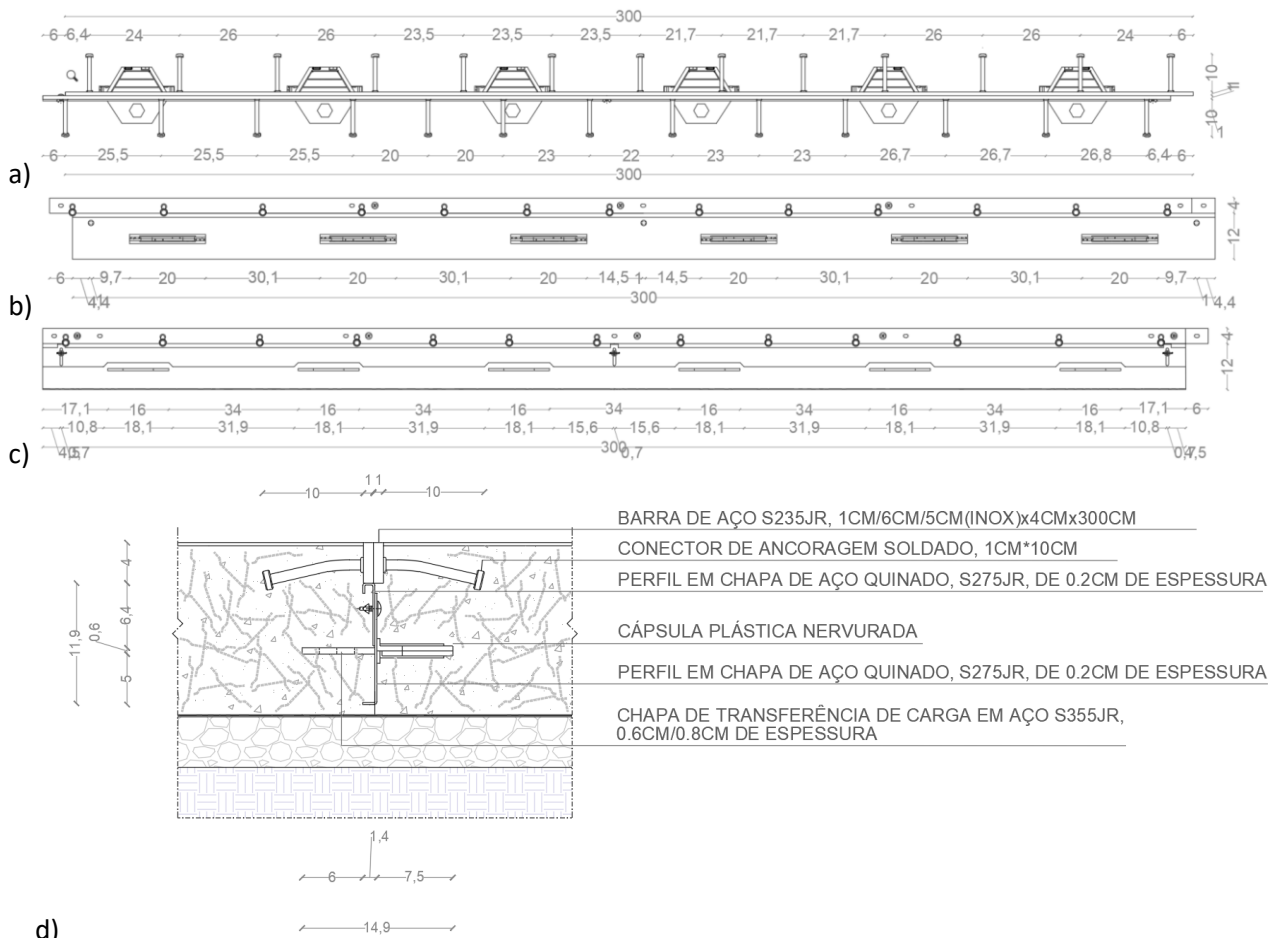 300
6 6,4 24 26 26 23,5 23,5 23,5 21,7 21,7 21,7 26 26 24 6
10
10
1
6 25,5 25,5 25,5 20 20 23 22 23 23 26,7 26,7 26,8 6,4 6
300
a)
4
12
6 9,7 20 30,1 20 30,1 20 14,5 1 14,5 20 30,1 20 30,1 20 9,7
4,4 300 1 4,4
b)
4
12
17,1 16 34 16 34 16 34 16 34 16 34 16 17,1 6
10,8 18,1 31,9 18,1 31,9 18,1 15,6 15,6 18,1 31,9 18,1 31,9 18,1 10,8
300 0,7
c)
10 1 1 10
BARRA DE AÇO S235JR, 1CM/6CM/5CM(INOX)x4CMx300CM
4
CONECTOR DE ANCORAGEM SOLDADO, 1CM*10CM
PERFIL EM CHAPA DE AÇO QUINADO, S275JR, DE 0.2CM DE ESPESSURA
6,4
0,6
11,9
CÁPSULA PLÁSTICA NERVURADA
5
PERFIL EM CHAPA DE AÇO QUINADO, S275JR, DE 0.2CM DE ESPESSURA
CHAPA DE TRANSFERÊNCIA DE CARGA EM AÇO S355JR,
0.6CM/0.8CM DE ESPESSURA
1,4
6 7,5
14,9
d)